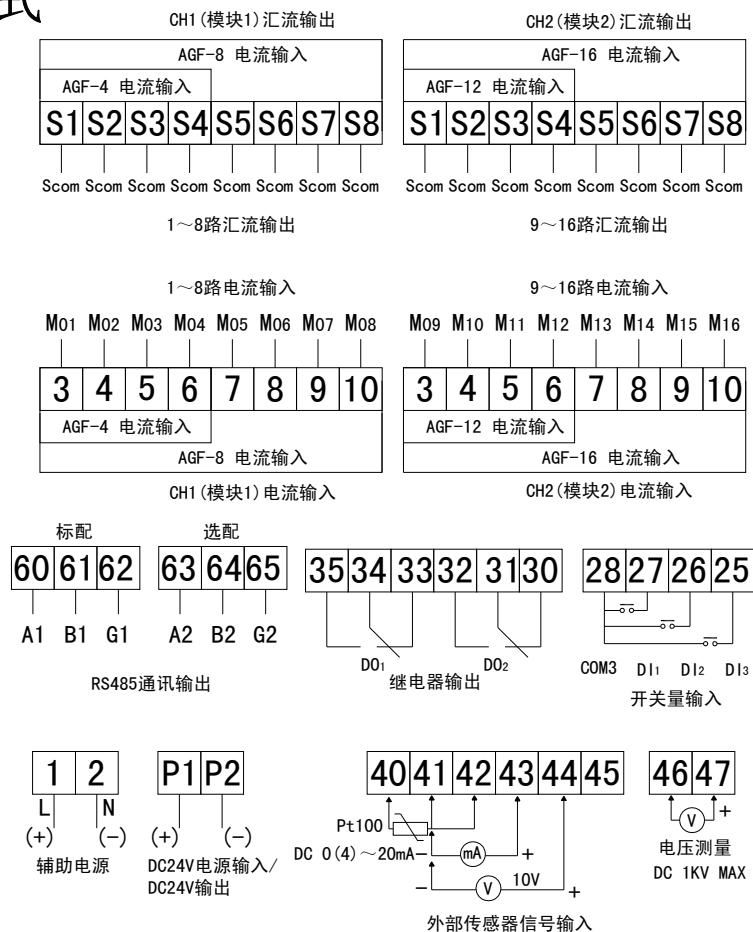 式
CH1(模块1)汇流输出
CH2(模块2)汇流输出
AGF-8 电流输入
AGF-16 电流输入
AGF-4 电流输入
AGF-12 电流输入
S1 S2 S3 S4 S5 S6 S7 S8
S1 S2 S3 S4 S5 S6 S7 S8
Scom Scom Scom Scom Scom Scom Scom Scom
Scom Scom Scom Scom Scom Scom Scom Scom
1~8路汇流输出
9~16路汇流输出
1~8路电流输入
9~16路电流输入
M01 M02 M03 M04 M05 M06 M07 M08
M09 M10 M11 M12 M13 M14 M15 M16
3 4 5 6 7 8 9 10
3 4 5 6 7 8 9 10
AGF-4 电流输入
AGF-12 电流输入
AGF-8 电流输入
AGF-16 电流输入
CH1(模块1)电流输入
CH2(模块2)电流输入
标配
选配
60 61 62
63 64 65
35 34 33 32 31 30
28 27 26 25
A1 B1 G1
A2 B2 G2
DO1
DO2
COM3 DI1 DI2 DI3
RS485通讯输出
继电器输出
开关量输入
1 2
P1 P2
40 41 42 43 44 45
46 47
L N
(+) (-)
(+) (-)
Pt100
DC 0(4)~20mA- mA +
- V 10V +
V +
辅助电源
DC24V电源输入/
DC24V输出
电压测量
DC 1KV MAX
外部传感器信号输入